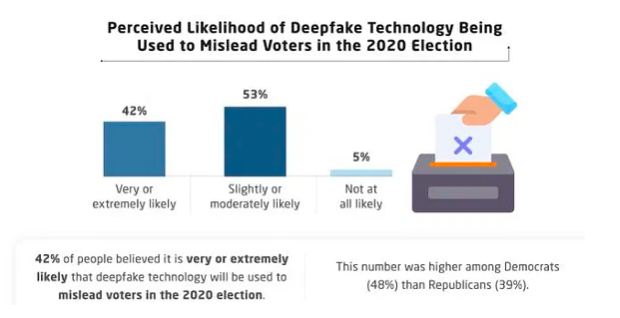 Perceived Likelihood of Deepfake Technology Being
Used to Mislead Voters in the 2020 Election
42%
53%
5%
Very or
extremely likely
Slightly or
moderately likely
Not at
all likely
42% of people believed it is very or extremely
likely that deepfake technology will be used to
mislead voters in the 2020 election.
This number was higher among Democrats
(48%) than Republicans (39%).